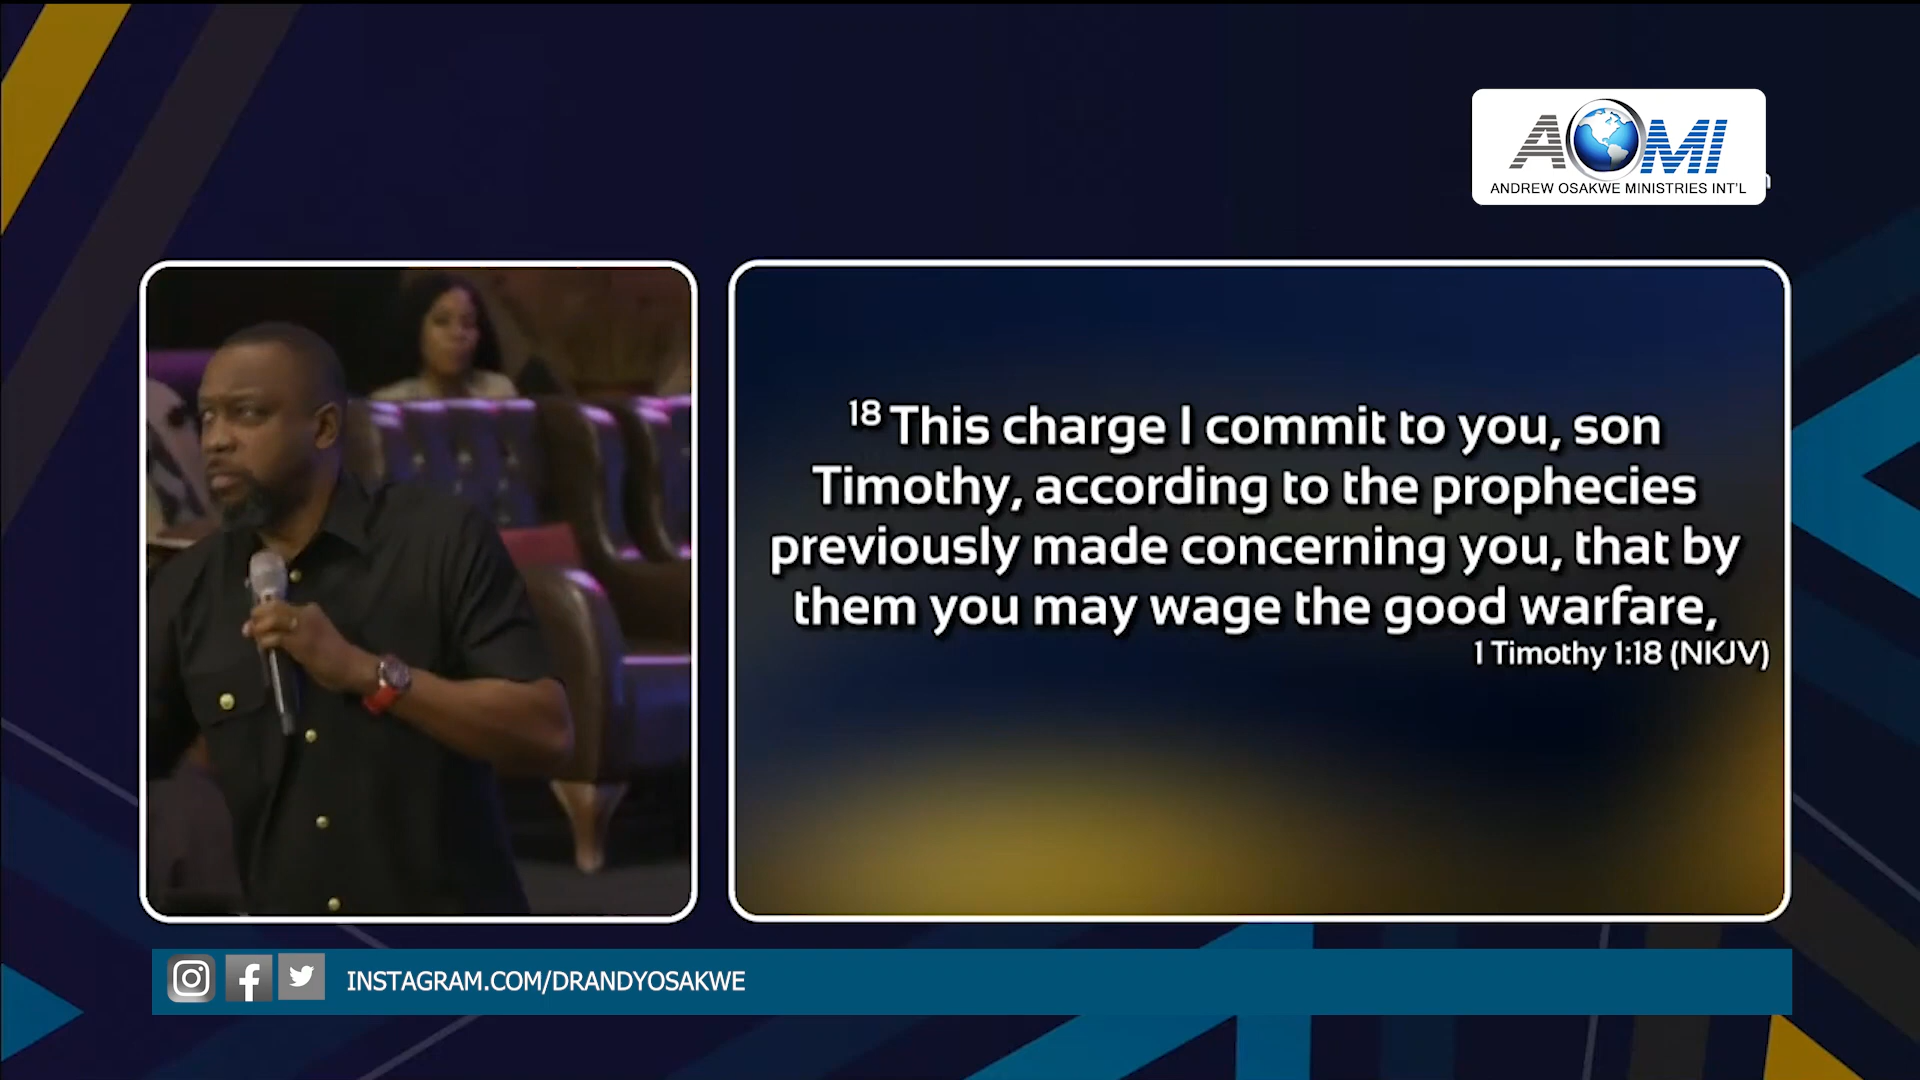 AOMI
ANDREW OSAKWE MINISTRIES INT'L
18 This charge I commit to you, son
Timothy, according to the prophecies
previously made concerning you, that by
them you may wage the good warfare,
1 Timothy 1:18 (NKJV)
INSTAGRAM.COM/DRANDYOSAKWE